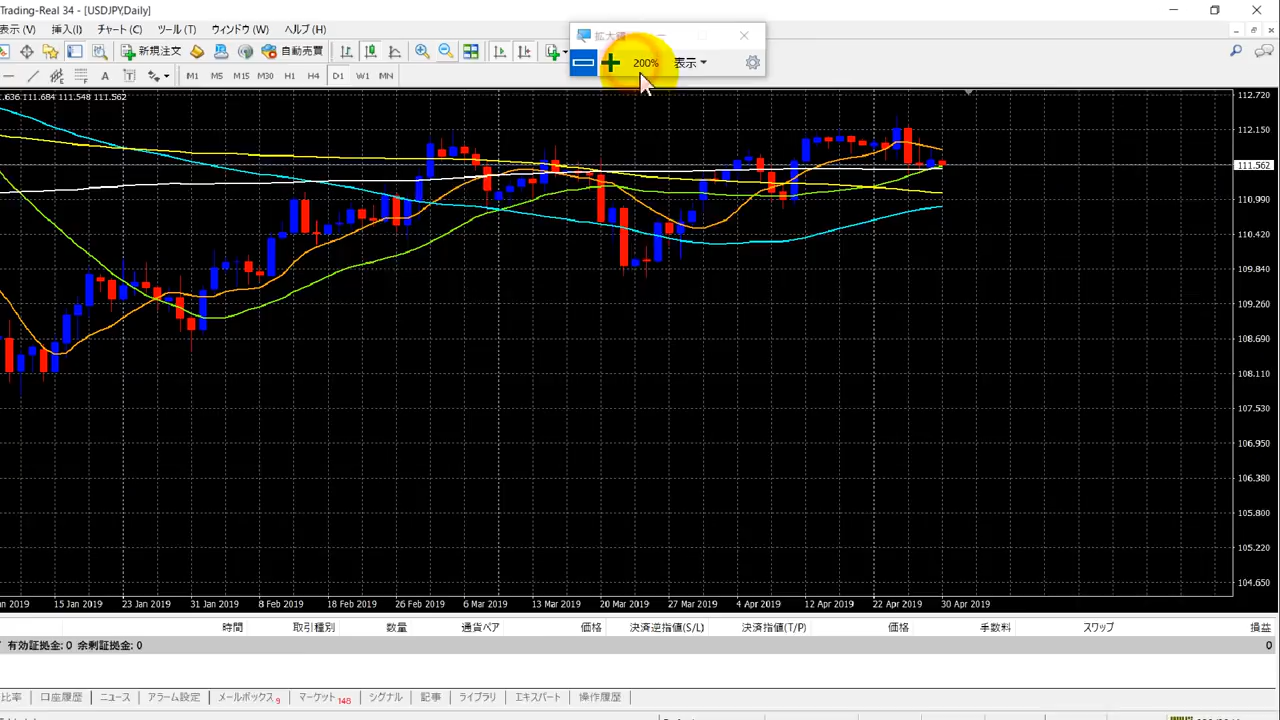 Trading-Real 34 - [USDJPY,Daily]
表示 (V) 挿入(I) チャート (C) ツール (T) ウィンドウ (W) ヘルプ (H)
拡大鏡
新規注文 自動売買
200% 表示
A T M1 M5 M15 M30 H1 H4 D1 W1 MN
.636 111.684 111.548 111.562
112.720
112.150
111.562
110.990
110.420
109.840
109.260
108.690
108.110
107.530
106.950
106.380
105.800
105.220
104.650
an 2019 15 Jan 2019 23 Jan 2019 31 Jan 2019 8 Feb 2019 18 Feb 2019 26 Feb 2019 6 Mar 2019 13 Mar 2019 20 Mar 2019 27 Mar 2019 4 Apr 2019 12 Apr 2019 22 Apr 2019 30 Apr 2019
時間 取引種別 数量 通貨ペア 価格 決済逆指値(S/L) 決済指値(T/P) 価格 手数料 スワップ 損益
有効証拠金: 0 余剰証拠金: 0 0
比率 口座履歴 ニュース アラーム設定 メールボックス 9 マーケット 146 シグナル 記事 ライブラリ エキスパート 操作履歴